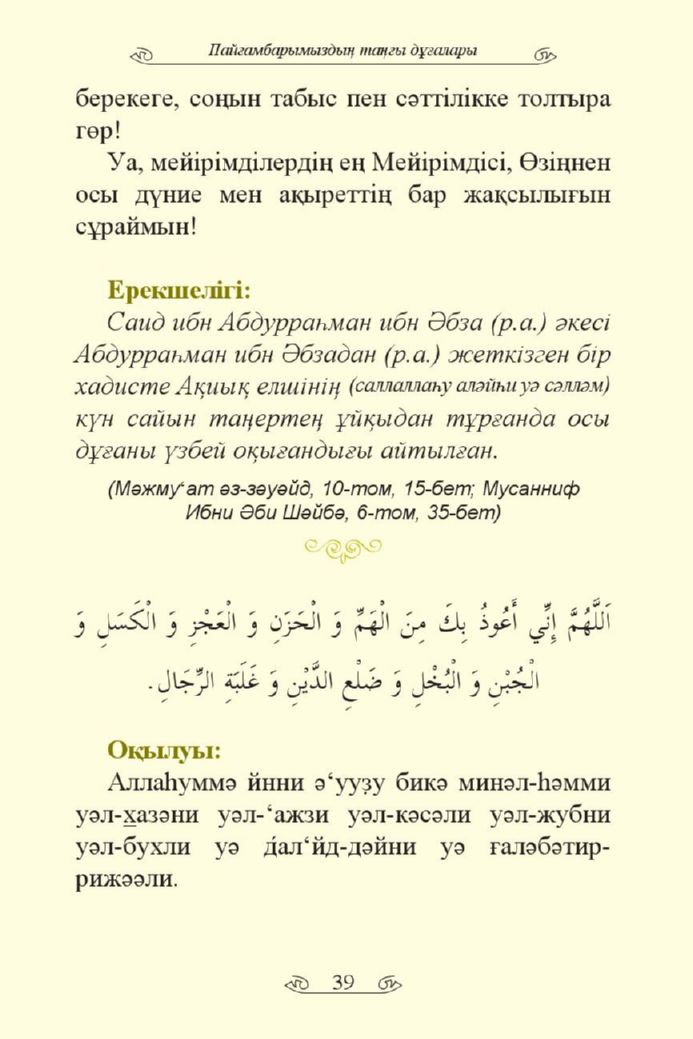 Пайғамбарымыздың таңғы дұғалары
берекеге, соңын табыс пен сәттілікке толтыра
гөр!
Уа, мейірімділердің ең Мейірімдісі, Өзіңнен
осы дүние мен ақыреттің бар жақсылығын
сұраймын!
Ерекшелігі:
Саид ибн Абдурраһман ибн Әбза (р.а.) әкесі
Абдурраһман ибн Әбзадан (р.а.) жеткізген бір
хадисте Ақиық елшінің (саллаллаһу аләйһи уә сәлләм)
күн сайын таңертең ұйқыдан тұрғанда осы
дұғаны үзбей оқығандығы айтылған.
(Мәжму‘ат әз-зәуәйд, 10-том, 15-бет; Мусанниф
Ибни Әби Шәйбә, 6-том, 35-бет)
اَللَّهُمَّ إِنِّي أَعُوذُ بِكَ مِنَ الْهَمِّ وَ الْحَزَنِ وَ الْعَجْزِ وَ الْكَسَلِ وَ
الْجُبْنِ وَ الْبُخْلِ وَ ضَلْعِ الدَّيْنِ وَ غَلَبَةِ الرِّجَالِ.
Оқылуы:
Аллаһуммә йнни ә‘ууҙу бикә минәл-һәмми
уәл-х̲азәни уәл-‘ажзи уәл-кәсәли уәл-жубни
уәл-бухли уә д́ал‘йд-дәйни уә ғаләбәтир-
рижәәли.
39